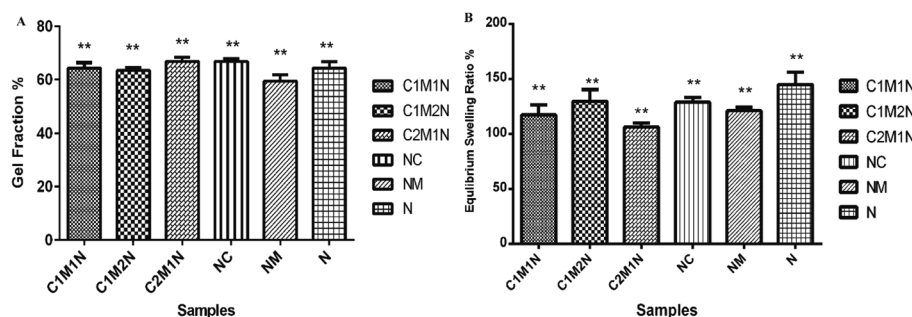 A
Gel Fraction %
80
60
40
20
0
** ** ** ** ** **
C1M1N C1M2N C2M1N NC NM N
Samples
C1M1N
C1M2N
C2M1N
NC
NM
N
B
Equlibrium Swelling Ratio %
200
150
100
50
0
** ** ** ** ** **
C1M1N C1M2N C2M1N NC NM N
Samples
C1M1N
C1M2N
C2M1N
NC
NM
N